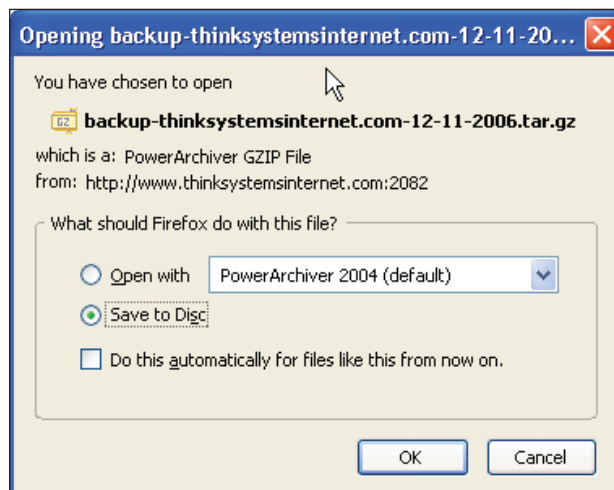 Opening backup-thinksystemsinternet.com-12-11-20...
You have chosen to open
GZ backup-thinksystemsinternet.com-12-11-2006.tar.gz
which is a: PowerArchiver GZIP File
from: http://www.thinksystemsinternet.com:2082
What should Firefox do with this file?
Open with PowerArchiver 2004 (default)
Save to Disc
Do this automatically for files like this from now on.
OK Cancel